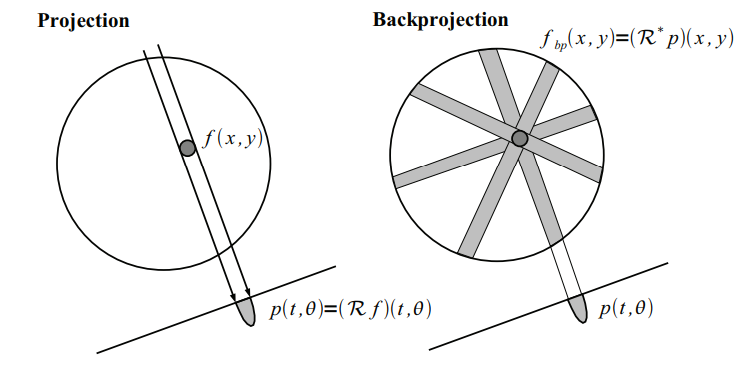 Projection
f(x,y)
p(t,θ)=(ℛ f)(t,θ)
Backprojection
f_bp(x,y)=(ℛ*p)(x,y)
p(t,θ)